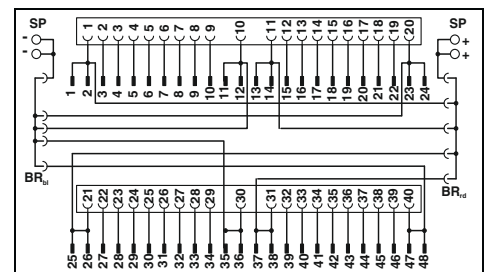 SP 1 2 3 4 5 6 7 8 9 10 11 12 13 14 15 16 17 18 19 20 SP
- +
- +
1 2 3 4 5 6 7 8 9 10 11 12 13 14 15 16 17 18 19 20 21 22 23 24
BRbl BRrd
21 22 23 24 25 26 27 28 29 30 31 32 33 34 35 36 37 38 39 40
25 26 27 28 29 30 31 32 33 34 35 36 37 38 39 40 41 42 43 44 45 46 47 48